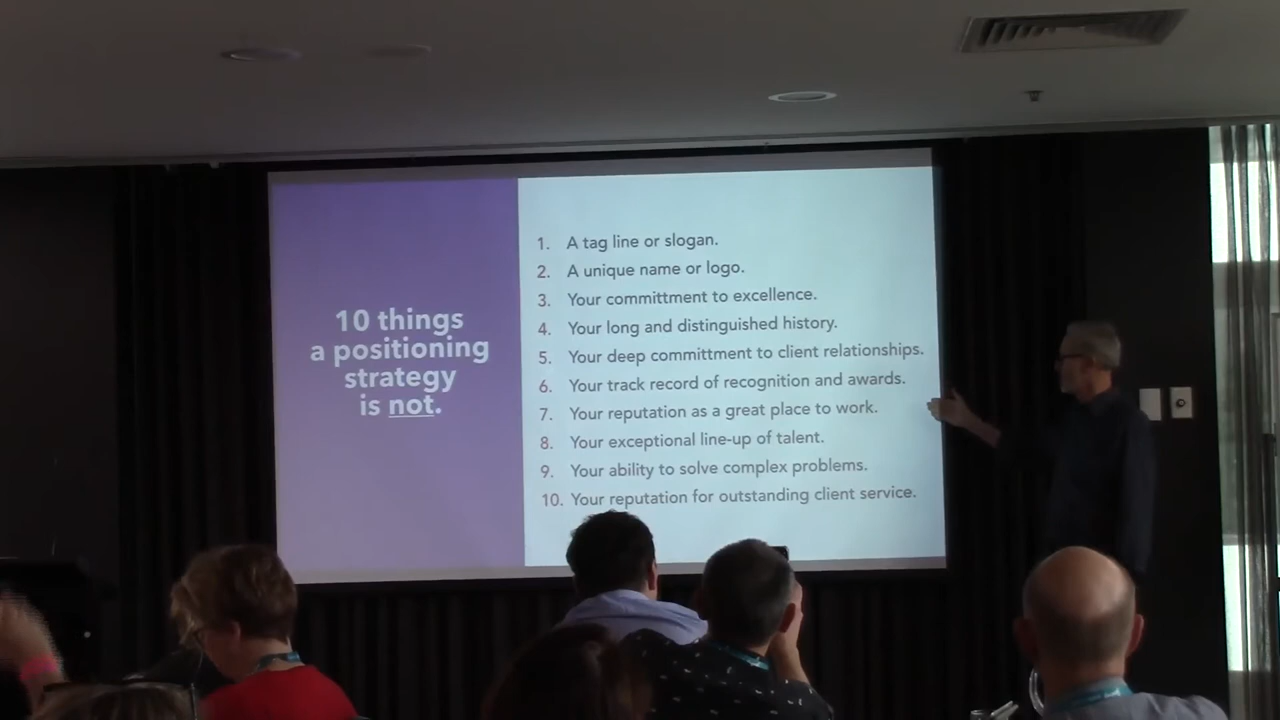 10 things
a positioning
strategy
is not.
1. A tag line or slogan.
2. A unique name or logo.
3. Your committment to excellence.
4. Your long and distinguished history.
5. Your deep committment to client relationships.
6. Your track record of recognition and awards.
7. Your reputation as a great place to work.
8. Your exceptional line-up of talent.
9. Your ability to solve complex problems.
10. Your reputation for outstanding client service.